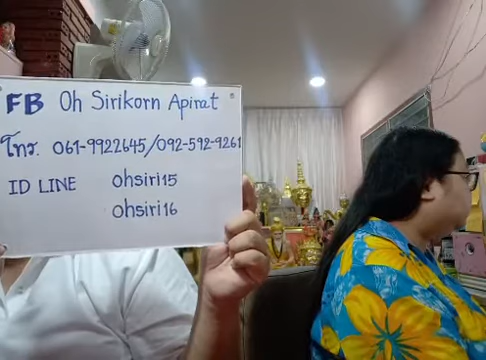 FB Oh Sirikorn Apirat
โทร. 061-9922645/092-592-9261
ID LINE ohsiri15
ohsiri16